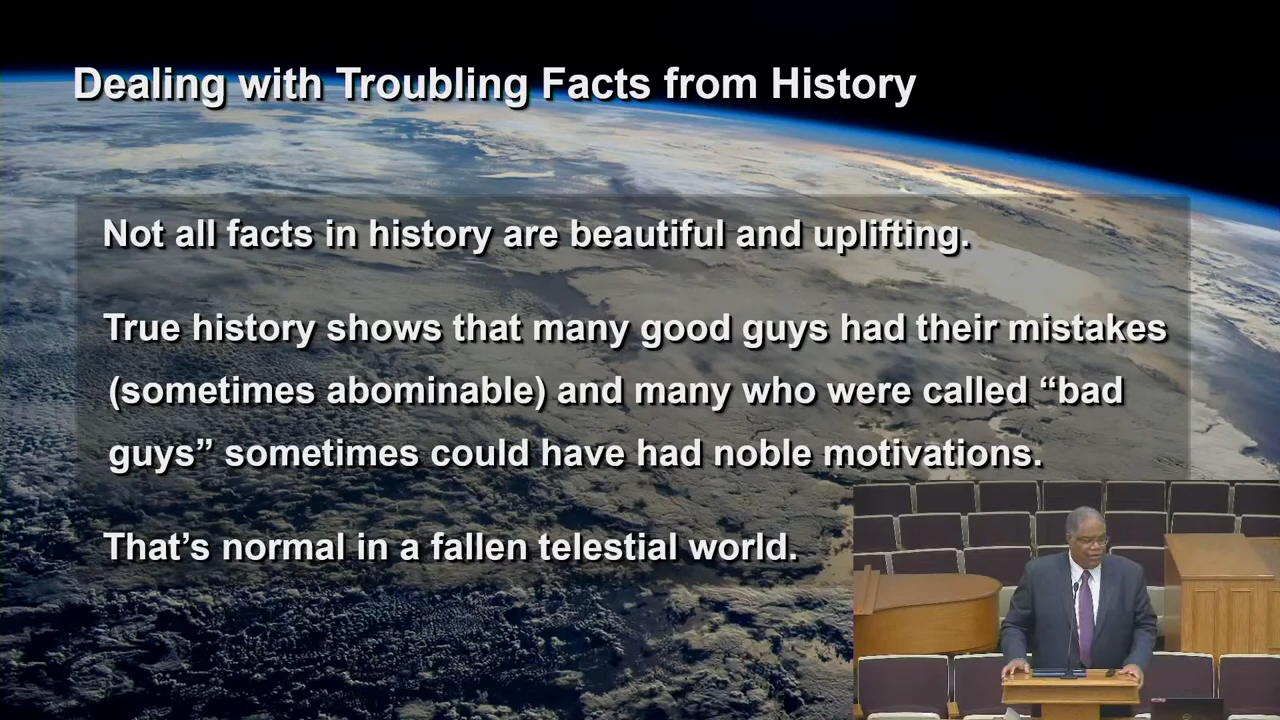 Dealing with Troubling Facts from History
Not all facts in history are beautiful and uplifting.
True history shows that many good guys had their mistakes
(sometimes abominable) and many who were called “bad
guys” sometimes could have had noble motivations.
That’s normal in a fallen telestial world.